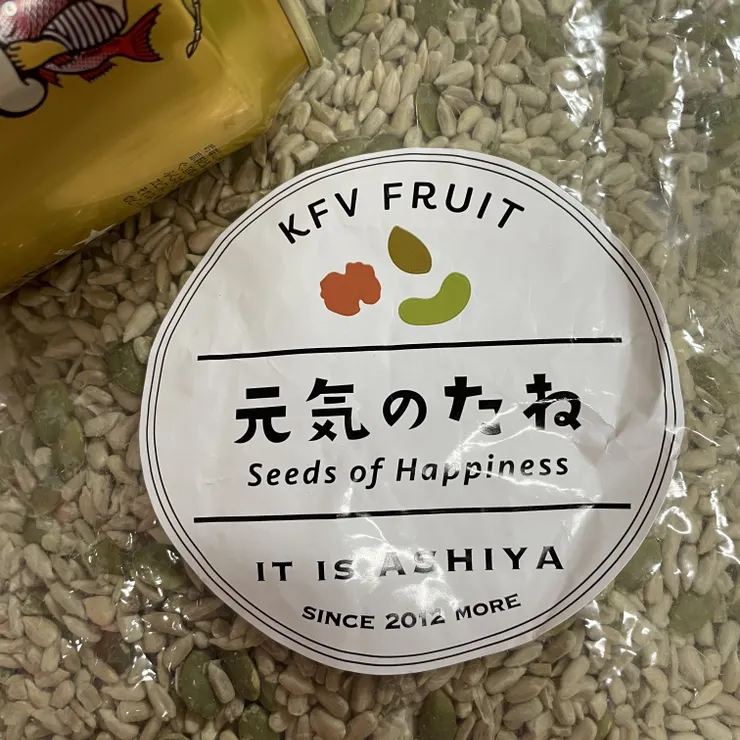 KFV FRUIT
元気のたね
Seeds of Happiness
IT IS ASHIYA
SINCE 2012 MORE